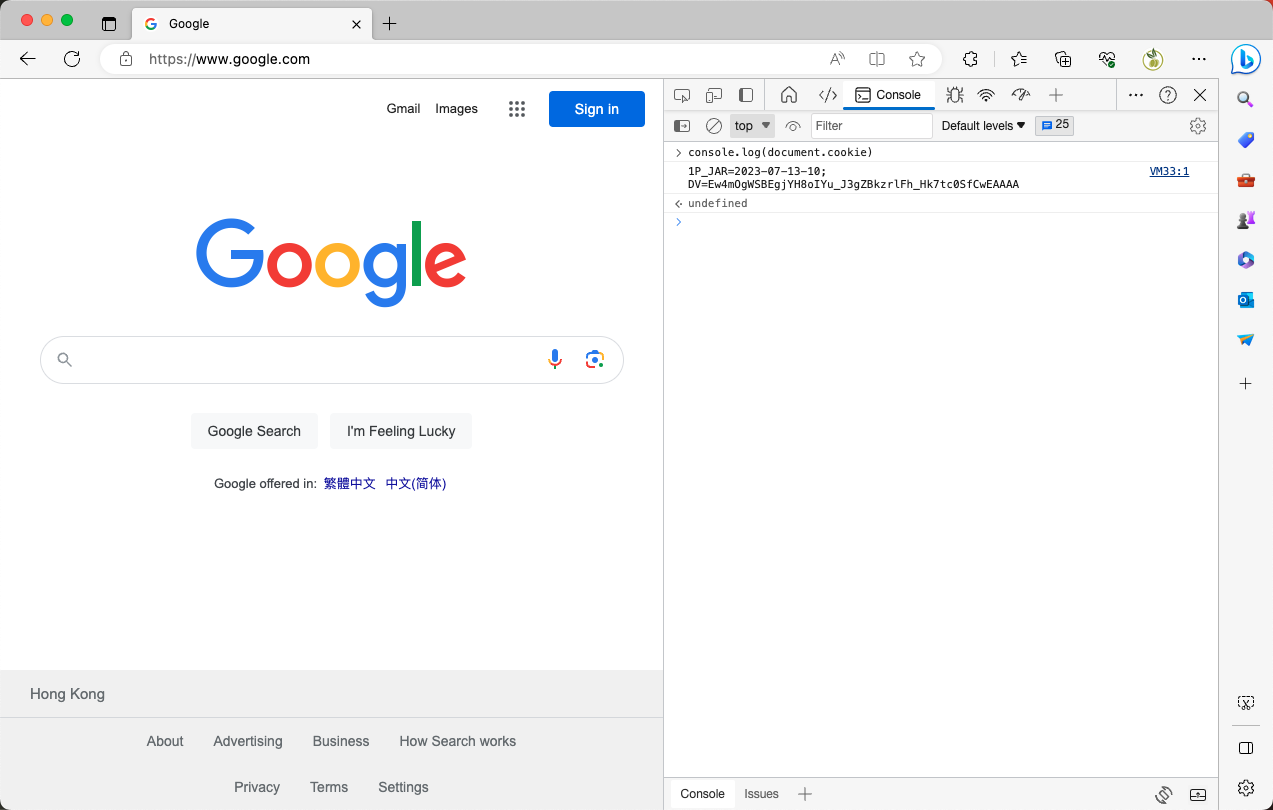 Google
https://www.google.com
Gmail Images Sign in
Google
Google Search I'm Feeling Lucky
Google offered in: 繁體中文 中文(简体)
Hong Kong
About Advertising Business How Search works
Privacy Terms Settings
Console
top Filter Default levels 25
console.log(document.cookie)
1P_JAR=2023-07-13-10; VM33:1
DV=Ew4mOgWSBEgjYH8oIYu_J3gZBkzrlFh_Hk7tc0SfCwEAAAA
undefined
Console Issues